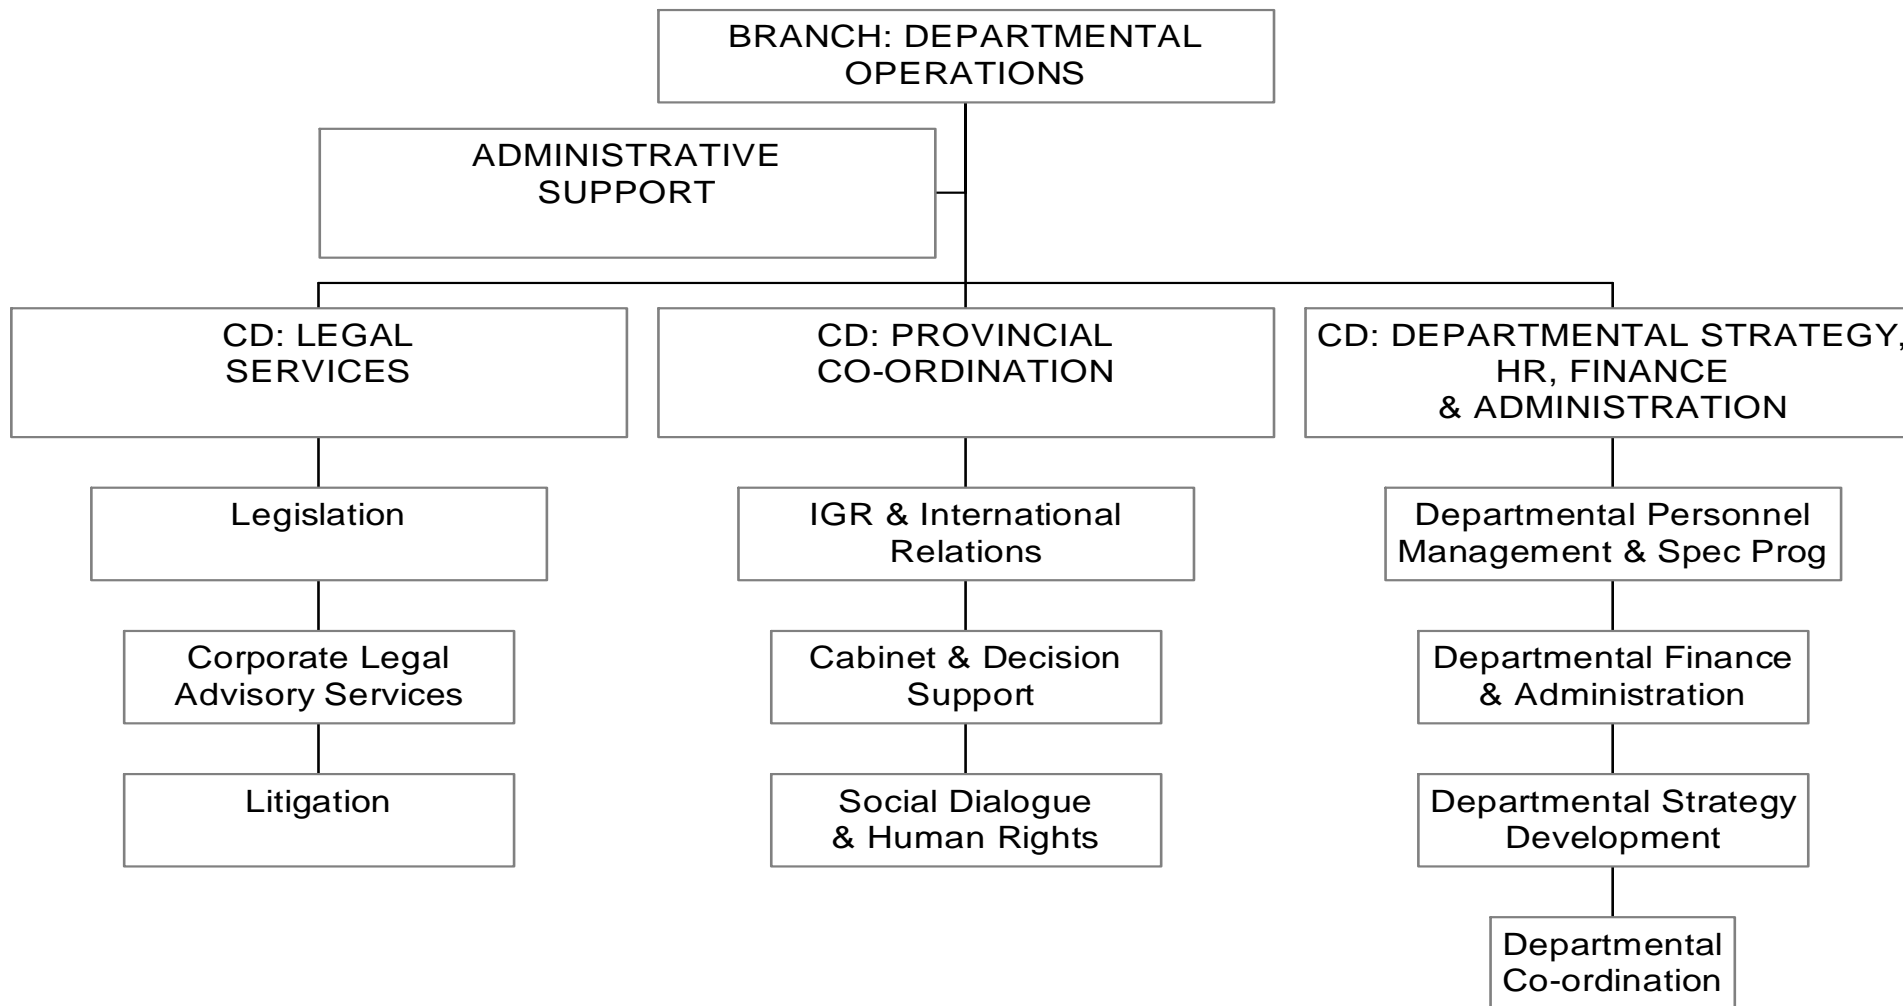 BRANCH: DEPARTMENTAL
OPERATIONS
ADMINISTRATIVE
SUPPORT
CD: LEGAL
SERVICES
CD: PROVINCIAL
CO-ORDINATION
CD: DEPARTMENTAL STRATEGY,
HR, FINANCE
& ADMINISTRATION
Legislation
Corporate Legal
Advisory Services
Litigation
IGR & International
Relations
Cabinet & Decision
Support
Social Dialogue
& Human Rights
Departmental Personnel
Management & Spec Prog
Departmental Finance
& Administration
Departmental Strategy
Development
Departmental
Co-ordination